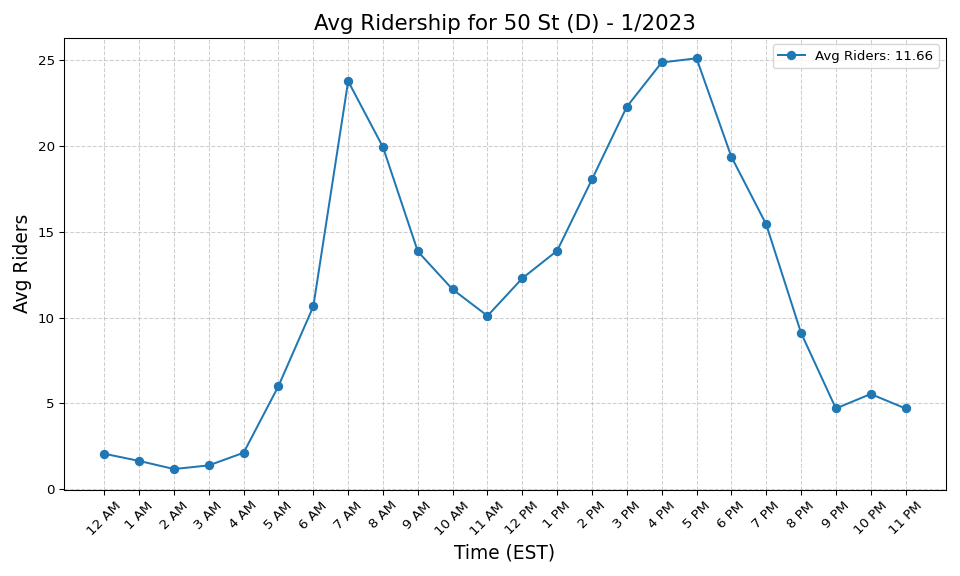 Avg Ridership for 50 St (D) - 1/2023
Avg Riders: 11.66
Avg Riders
25
20
15
10
5
0
12 AM 1 AM 2 AM 3 AM 4 AM 5 AM 6 AM 7 AM 8 AM 9 AM 10 AM 11 AM 12 PM 1 PM 2 PM 3 PM 4 PM 5 PM 6 PM 7 PM 8 PM 9 PM 10 PM 11 PM
Time (EST)